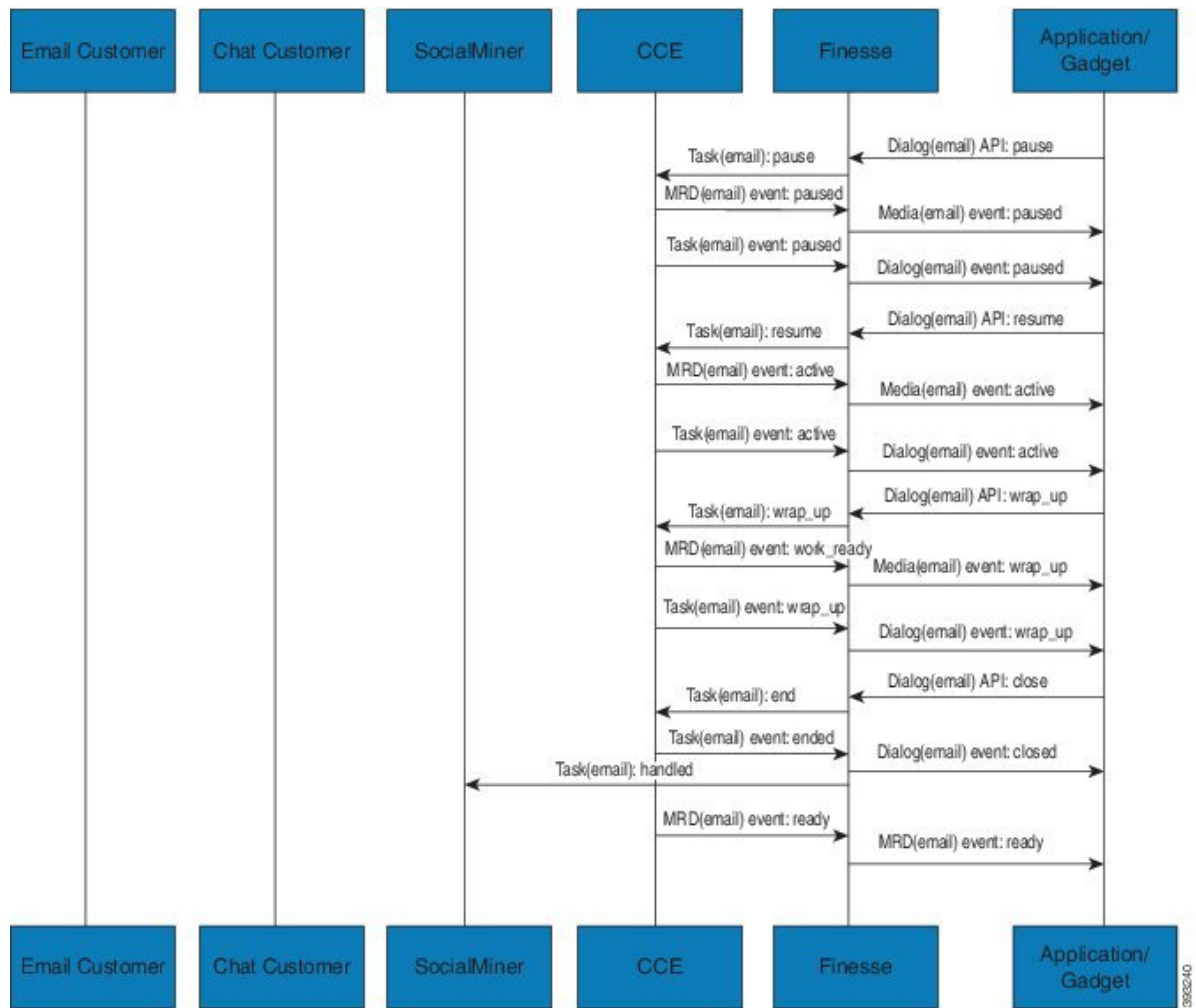 Email Customer
Chat Customer
SocialMiner
CCE
Finesse
Application/
Gadget
Dialog(email) API: pause
Task(email): pause
MRD(email) event: paused
Media(email) event: paused
Task(email) event: paused
Dialog(email) event: paused
Dialog(email) API: resume
Task(email): resume
MRD(email) event: active
Media(email) event: active
Task(email) event: active
Dialog(email) event: active
Dialog(email) API: wrap_up
Task(email): wrap_up
MRD(email) event: work_ready
Media(email) event: wrap_up
Task(email) event: wrap_up
Dialog(email) event: wrap_up
Dialog(email) API: close
Task(email): end
Task(email) event: ended
Dialog(email) event: closed
Task(email): handled
MRD(email) event: ready
MRD(email) event: ready
Email Customer
Chat Customer
SocialMiner
CCE
Finesse
Application/
Gadget